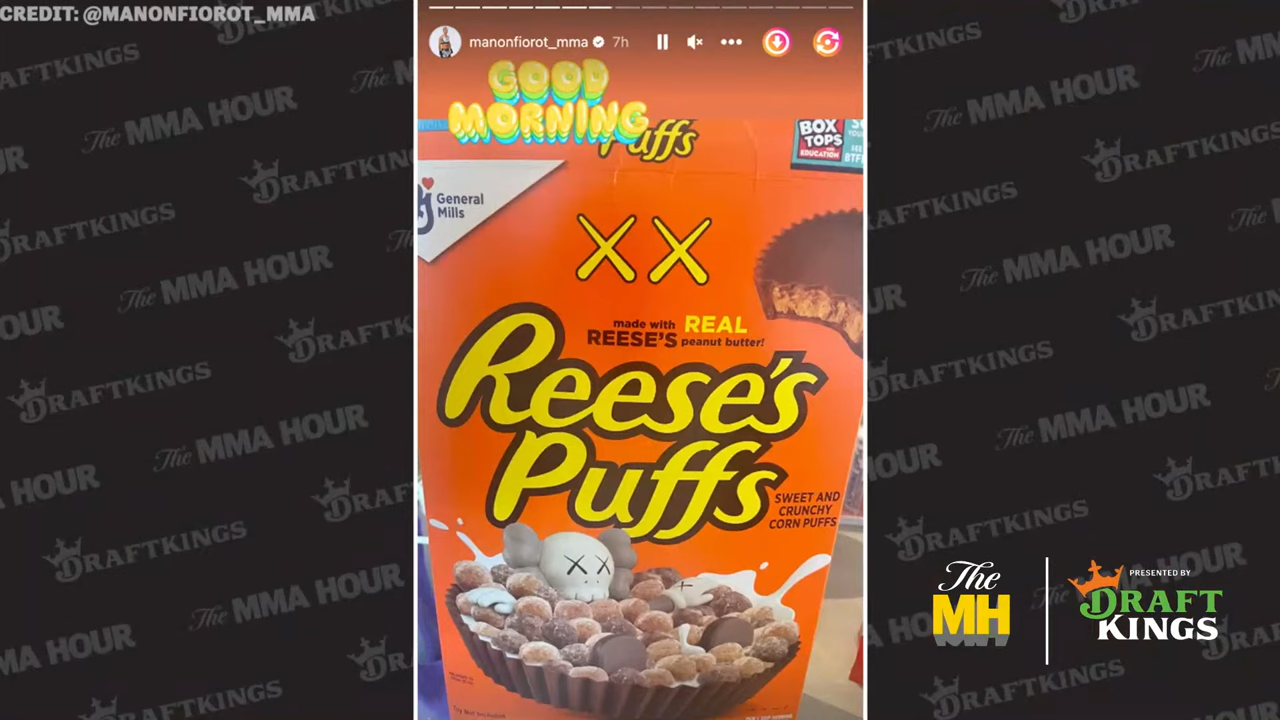 CREDIT: @MANONFIOROT_MMA
manonfiorot_mma 7h
GOOD
MORNING
Puffs
BOX
TOPS
EDUCATION
General
Mills
XX
made with REAL
REESE'S peanut butter!
Reese's
Puffs
SWEET AND
CRUNCHY
CORN PUFFS
The
MH
PRESENTED BY
DRAFT
KINGS
The MMA HOUR
DRAFTKINGS